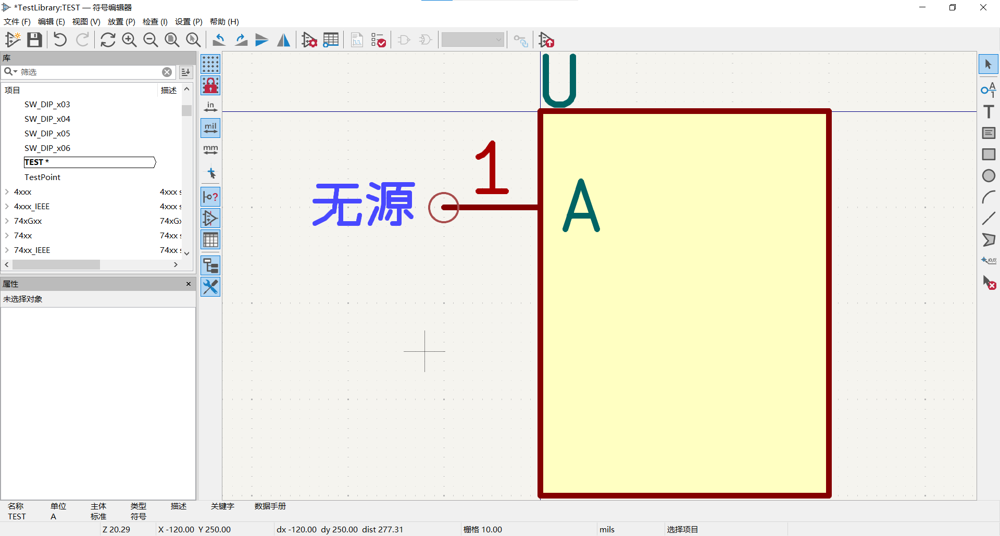 *TestLibrary:TEST — 符号编辑器
文件 (F) 编辑 (E) 视图 (V) 放置 (P) 检查 (I) 设置 (P) 帮助 (H)
库
筛选
项目 描述
SW_DIP_x03
SW_DIP_x04
SW_DIP_x05
SW_DIP_x06
TEST *
TestPoint
4xxx 4xxx s
4xxx_IEEE 4xxx s
74xGxx 74xGx
74xx 74xx s
74xx_IEEE 74xx s
属性
未选择对象
in
mil
mm
U
1
无源
A
A
1
T
(0,0)
名称 单位 主体 类型 描述 关键字 数据手册
TEST A 标准 符号
Z 20.29 X -120.00 Y 250.00 dx -120.00 dy 250.00 dist 277.31 栅格 10.00 mils 选择项目